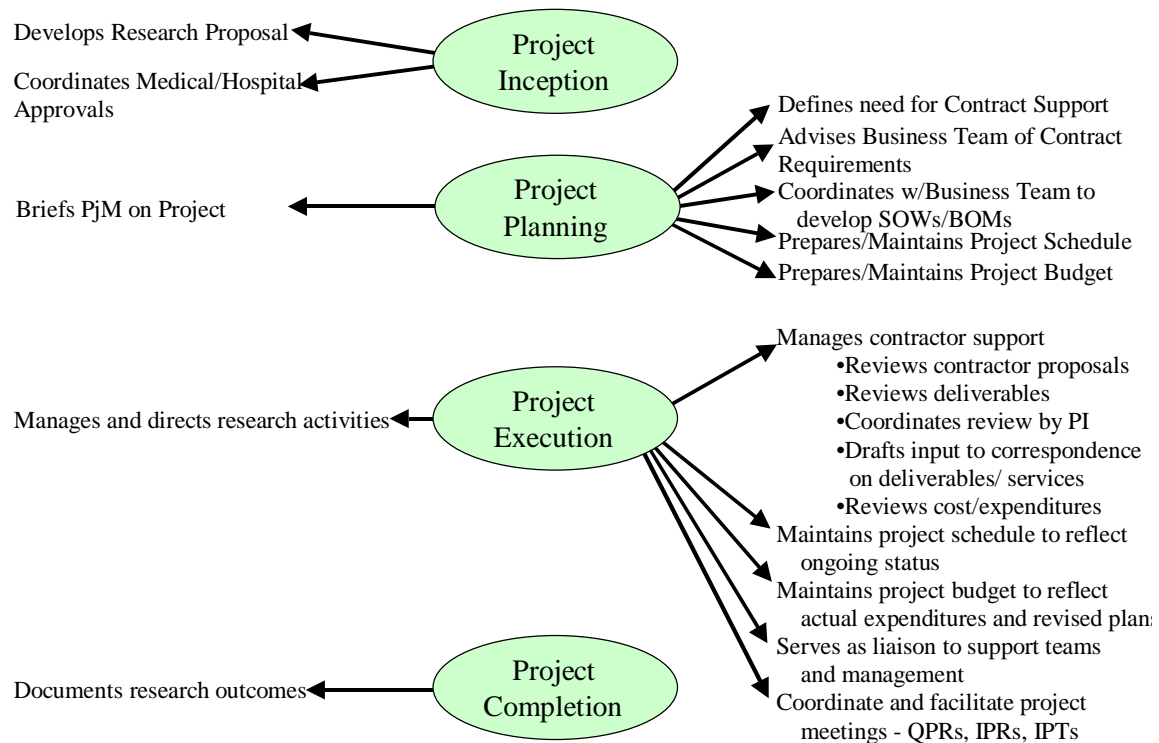 Develops Research Proposal
Coordinates Medical/Hospital
Approvals
Project
Inception
Briefs PjM on Project
Project
Planning
Defines need for Contract Support
Advises Business Team of Contract
Requirements
Coordinates w/Business Team to
develop SOWs/BOMs
Prepares/Maintains Project Schedule
Prepares/Maintains Project Budget
Manages and directs research activities
Project
Execution
Manages contractor support
•Reviews contractor proposals
•Reviews deliverables
•Coordinates review by PI
•Drafts input to correspondence
on deliverables/ services
•Reviews cost/expenditures
Maintains project schedule to reflect
ongoing status
Maintains project budget to reflect
actual expenditures and revised plans
Serves as liaison to support teams
and management
Coordinate and facilitate project
meetings - QPRs, IPRs, IPTs
Documents research outcomes
Project
Completion